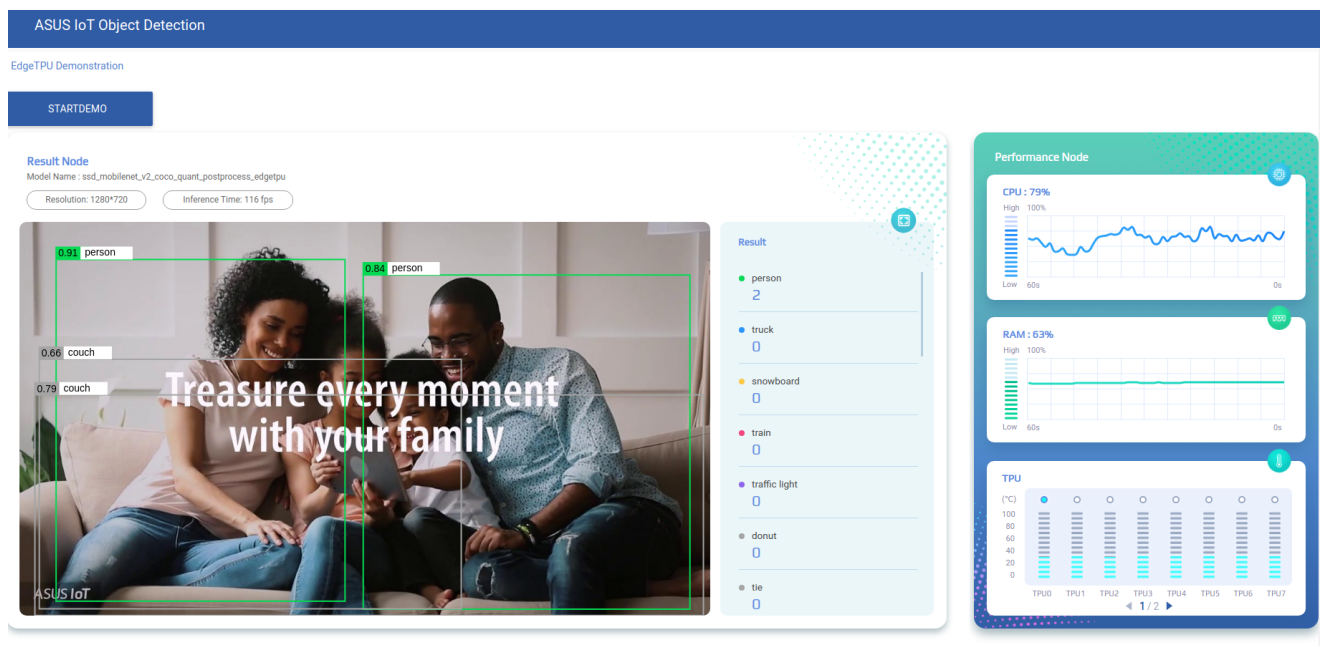 ASUS IoT Object Detection
EdgeTPU Demonstration
STARTDEMO
Result Node
Model Name : ssd_mobilenet_v2_coco_quant_postprocess_edgetpu
Resolution: 1280*720
Inference Time: 116 fps
0.91 person
0.84 person
0.66 couch
0.79 couch
Treasure every moment
with your family
ASUS IoT
Result
person
2
truck
0
snowboard
0
train
0
traffic light
0
donut
0
tie
0
Performance Node
CPU : 79%
High 100%
Low 60s 0s
RAM : 63%
High 100%
Low 60s 0s
TPU
(°C)
100
80
60
40
20
0
TPU0 TPU1 TPU2 TPU3 TPU4 TPU5 TPU6 TPU7
1 / 2